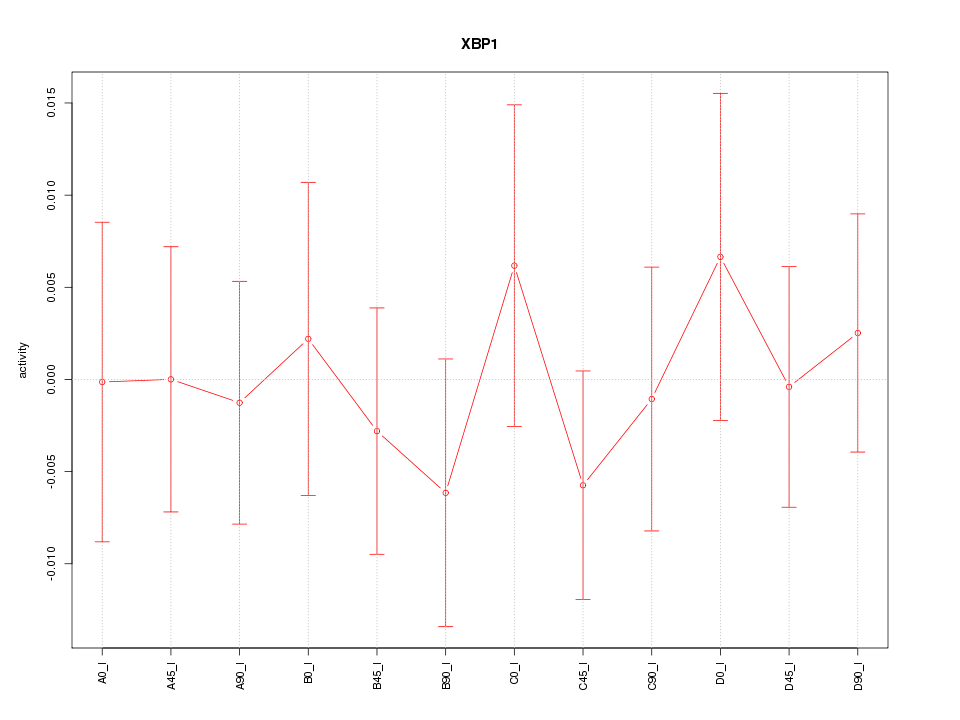 XBP1
activity
0.015
0.010
0.005
0.000
-0.005
-0.010
A0_I
A45_I
A90_I
B0_I
B45_I
B90_I
C0_I
C45_I
C90_I
D0_I
D45_I
D90_I